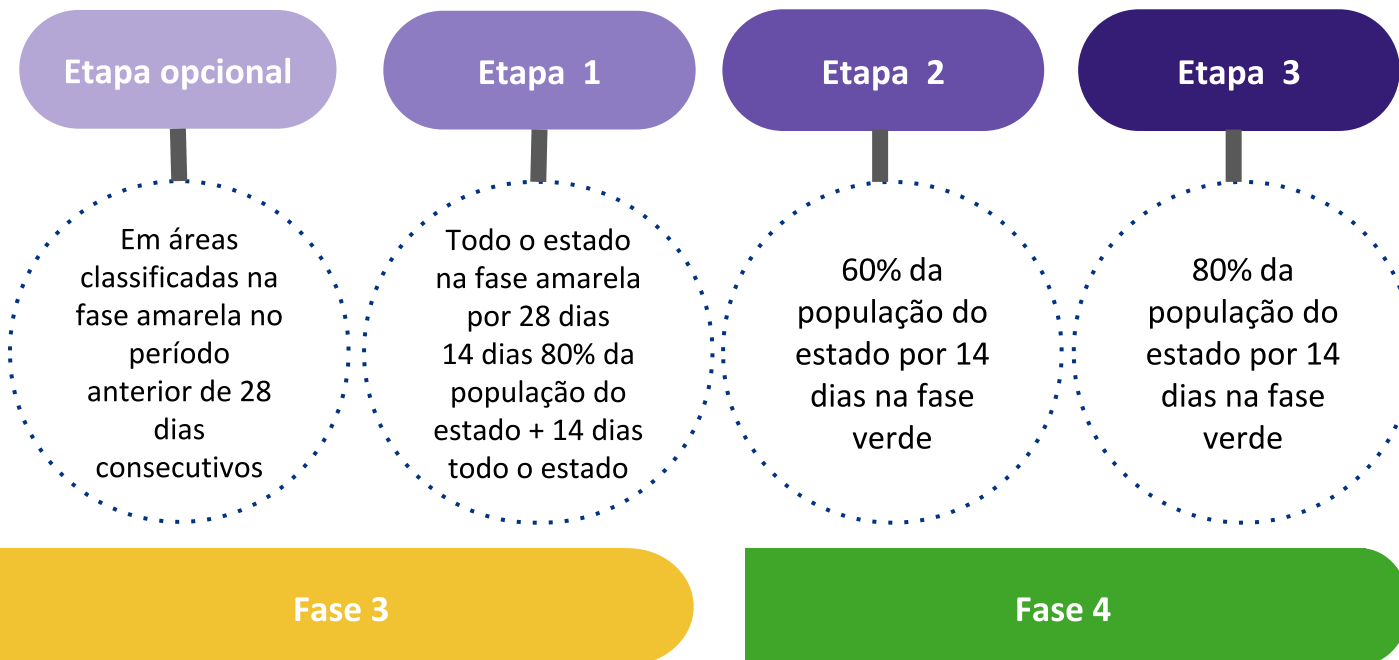 Etapa opcional
Em áreas
classificadas na
fase amarela no
período
anterior de 28
dias
consecutivos
Etapa 1
Todo o estado
na fase amarela
por 28 dias
14 dias 80% da
população do
estado + 14 dias
todo o estado
Etapa 2
60% da
população do
estado por 14
dias na fase
verde
Etapa 3
80% da
população do
estado por 14
dias na fase
verde
Fase 3
Fase 4